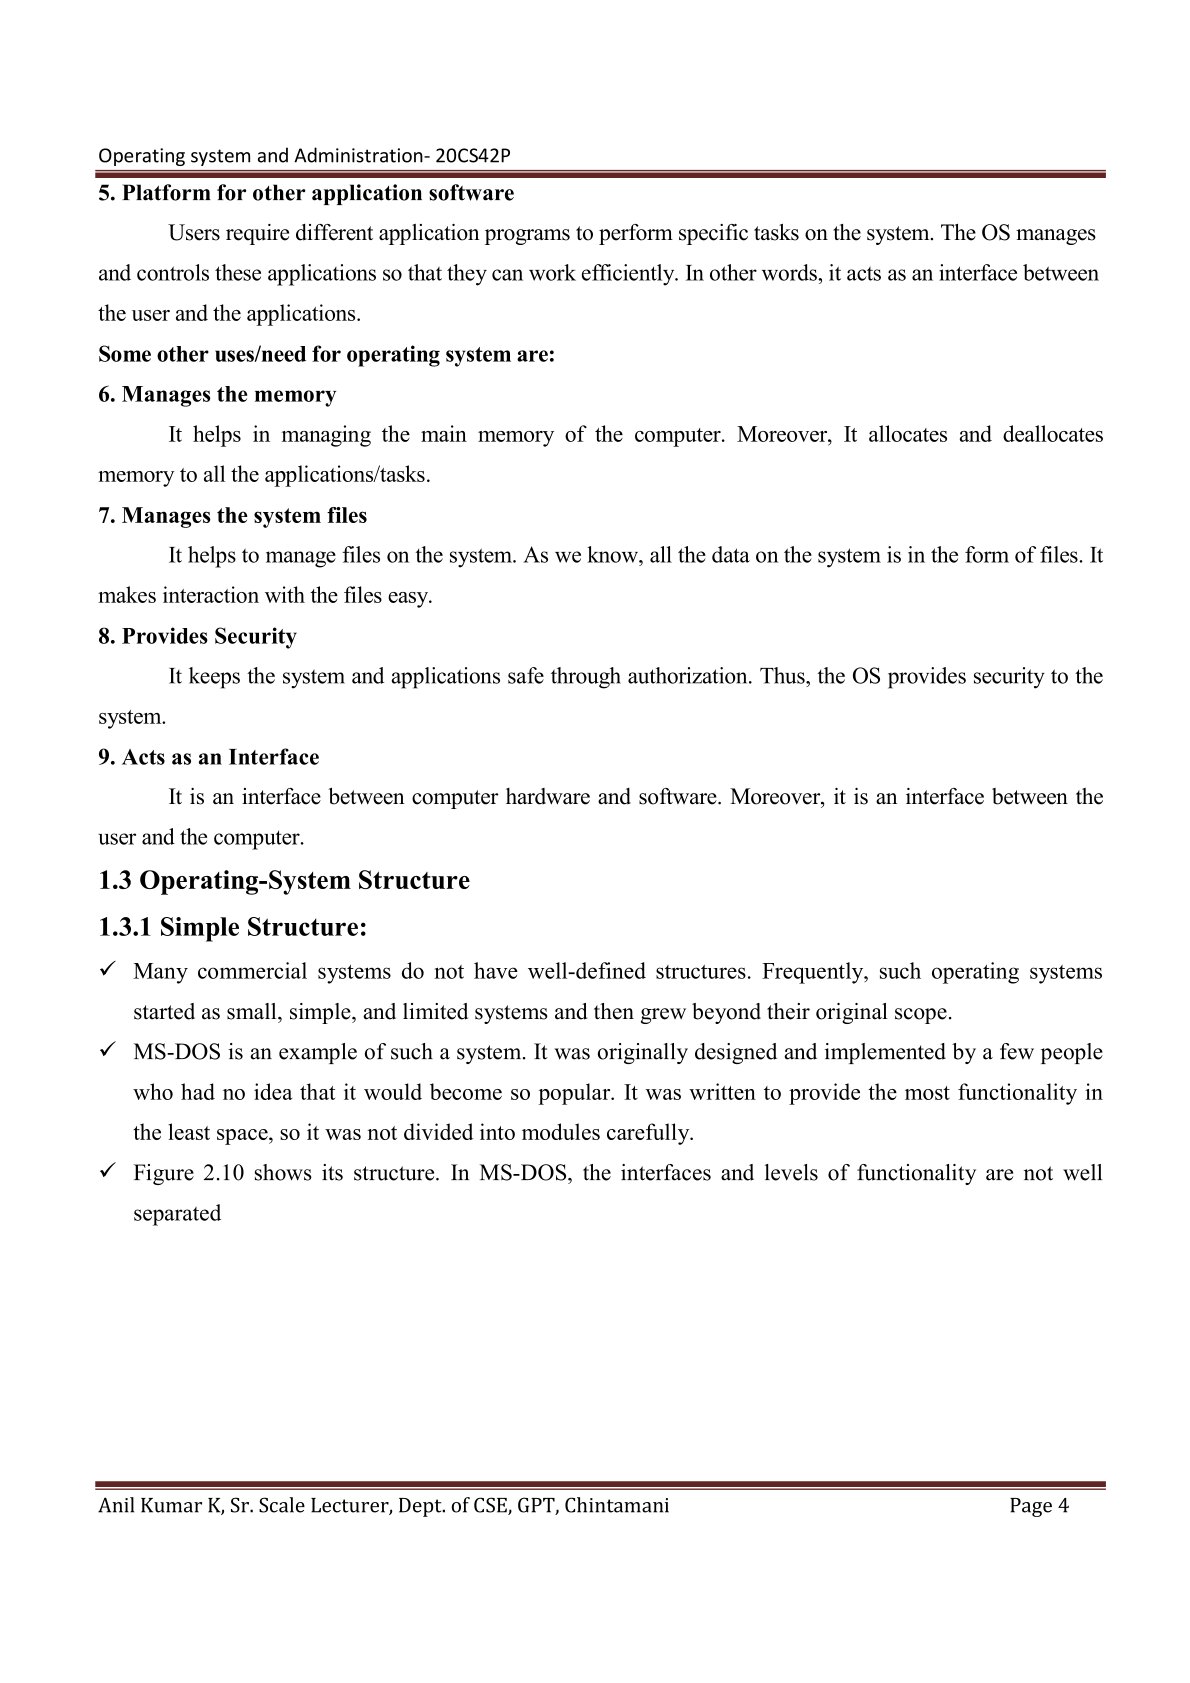 Operating system and Administration- 20CS42P
5. Platform for other application software
Users require different application programs to perform specific tasks on the system. The OS manages
and controls these applications so that they can work efficiently. In other words, it acts as an interface between
the user and the applications.
Some other uses/need for operating system are:
6. Manages the memory
It helps in managing the main memory of the computer. Moreover, It allocates and deallocates
memory to all the applications/tasks.
7. Manages the system files
It helps to manage files on the system. As we know, all the data on the system is in the form of files. It
makes interaction with the files easy.
8. Provides Security
It keeps the system and applications safe through authorization. Thus, the OS provides security to the
system.
9. Acts as an Interface
It is an interface between computer hardware and software. Moreover, it is an interface between the
user and the computer.
1.3 Operating-System Structure
1.3.1 Simple Structure:
✓ Many commercial systems do not have well-defined structures. Frequently, such operating systems
started as small, simple, and limited systems and then grew beyond their original scope.
✓ MS-DOS is an example of such a system. It was originally designed and implemented by a few people
who had no idea that it would become so popular. It was written to provide the most functionality in
the least space, so it was not divided into modules carefully.
✓ Figure 2.10 shows its structure. In MS-DOS, the interfaces and levels of functionality are not well
separated
Anil Kumar K, Sr. Scale Lecturer, Dept. of CSE, GPT, Chintamani Page 4